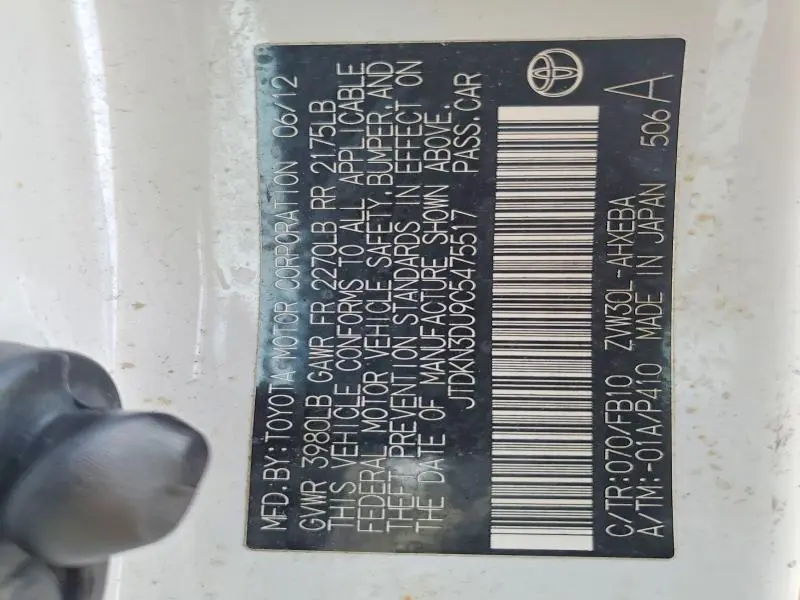 MFD. BY: TOYOTA MOTOR CORPORATION 06/12
GVWR 3980LB GAWR FR 2270LB RR 2175LB
THIS VEHICLE CONFORMS TO ALL APPLICABLE
FEDERAL MOTOR VEHICLE SAFETY, BUMPER, AND
THEFT PREVENTION STANDARDS IN EFFECT ON
THE DATE OF MANUFACTURE SHOWN ABOVE.
JTDKN3DU9C5475517 PASS. CAR
C/TR: 070/FB10 ZVW30L-AHXEBA
A/TM: -01A/P410 MADE IN JAPAN 506 A